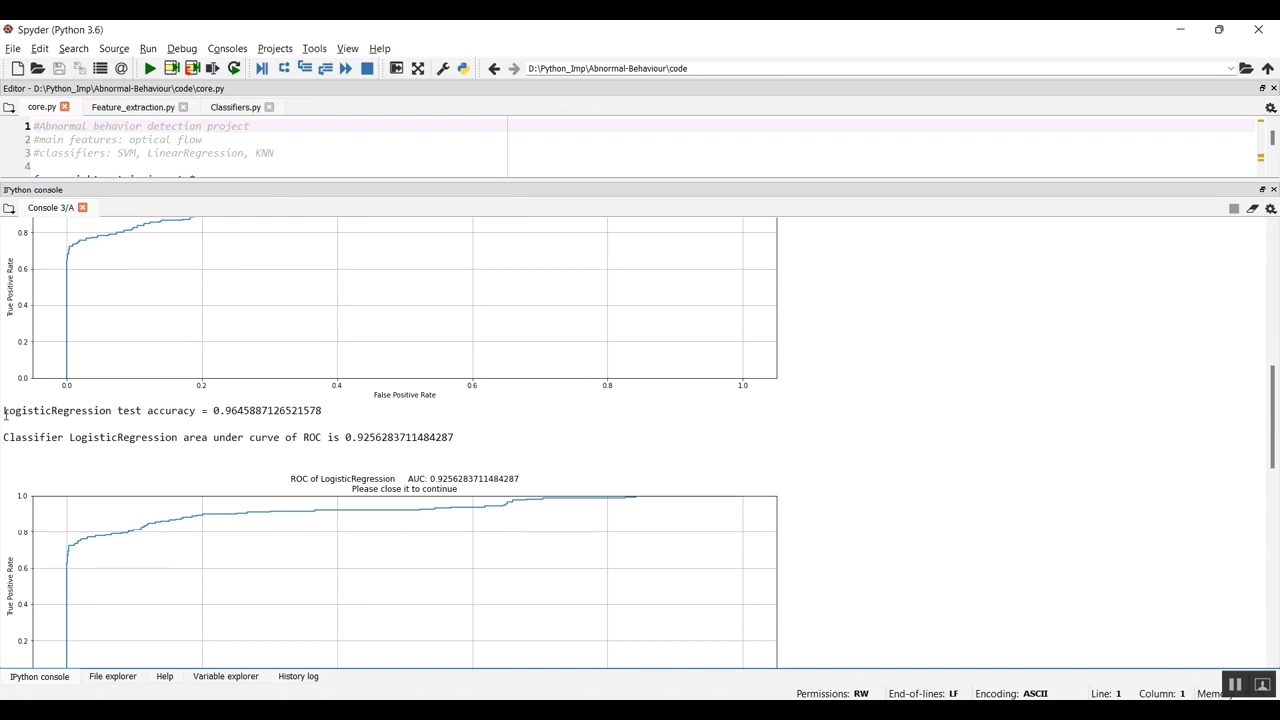 Spyder (Python 3.6)
File Edit Search Source Run Debug Consoles Projects Tools View Help
D:\Python_Imp\Abnormal-Behaviour\code
Editor - D:\Python_Imp\Abnormal-Behaviour\code\core.py
core.py Feature_extraction.py Classifiers.py
1 #Abnormal behavior detection project
2 #main features: optical flow
3 #classifiers: SVM, LinearRegression, KNN
4
IPython console
Console 3/A
0.8
0.6
0.4
0.2
0.0
True Positive Rate
0.0 0.2 0.4 0.6 0.8 1.0
False Positive Rate
LogisticRegression test accuracy = 0.9645887126521578
Classifier LogisticRegression area under curve of ROC is 0.9256283711484287
ROC of LogisticRegression AUC: 0.9256283711484287
Please close it to continue
1.0
0.8
0.6
0.4
0.2
True Positive Rate
IPython console File explorer Help Variable explorer History log
Permissions: RW End-of-lines: LF Encoding: ASCII Line: 1 Column: 1